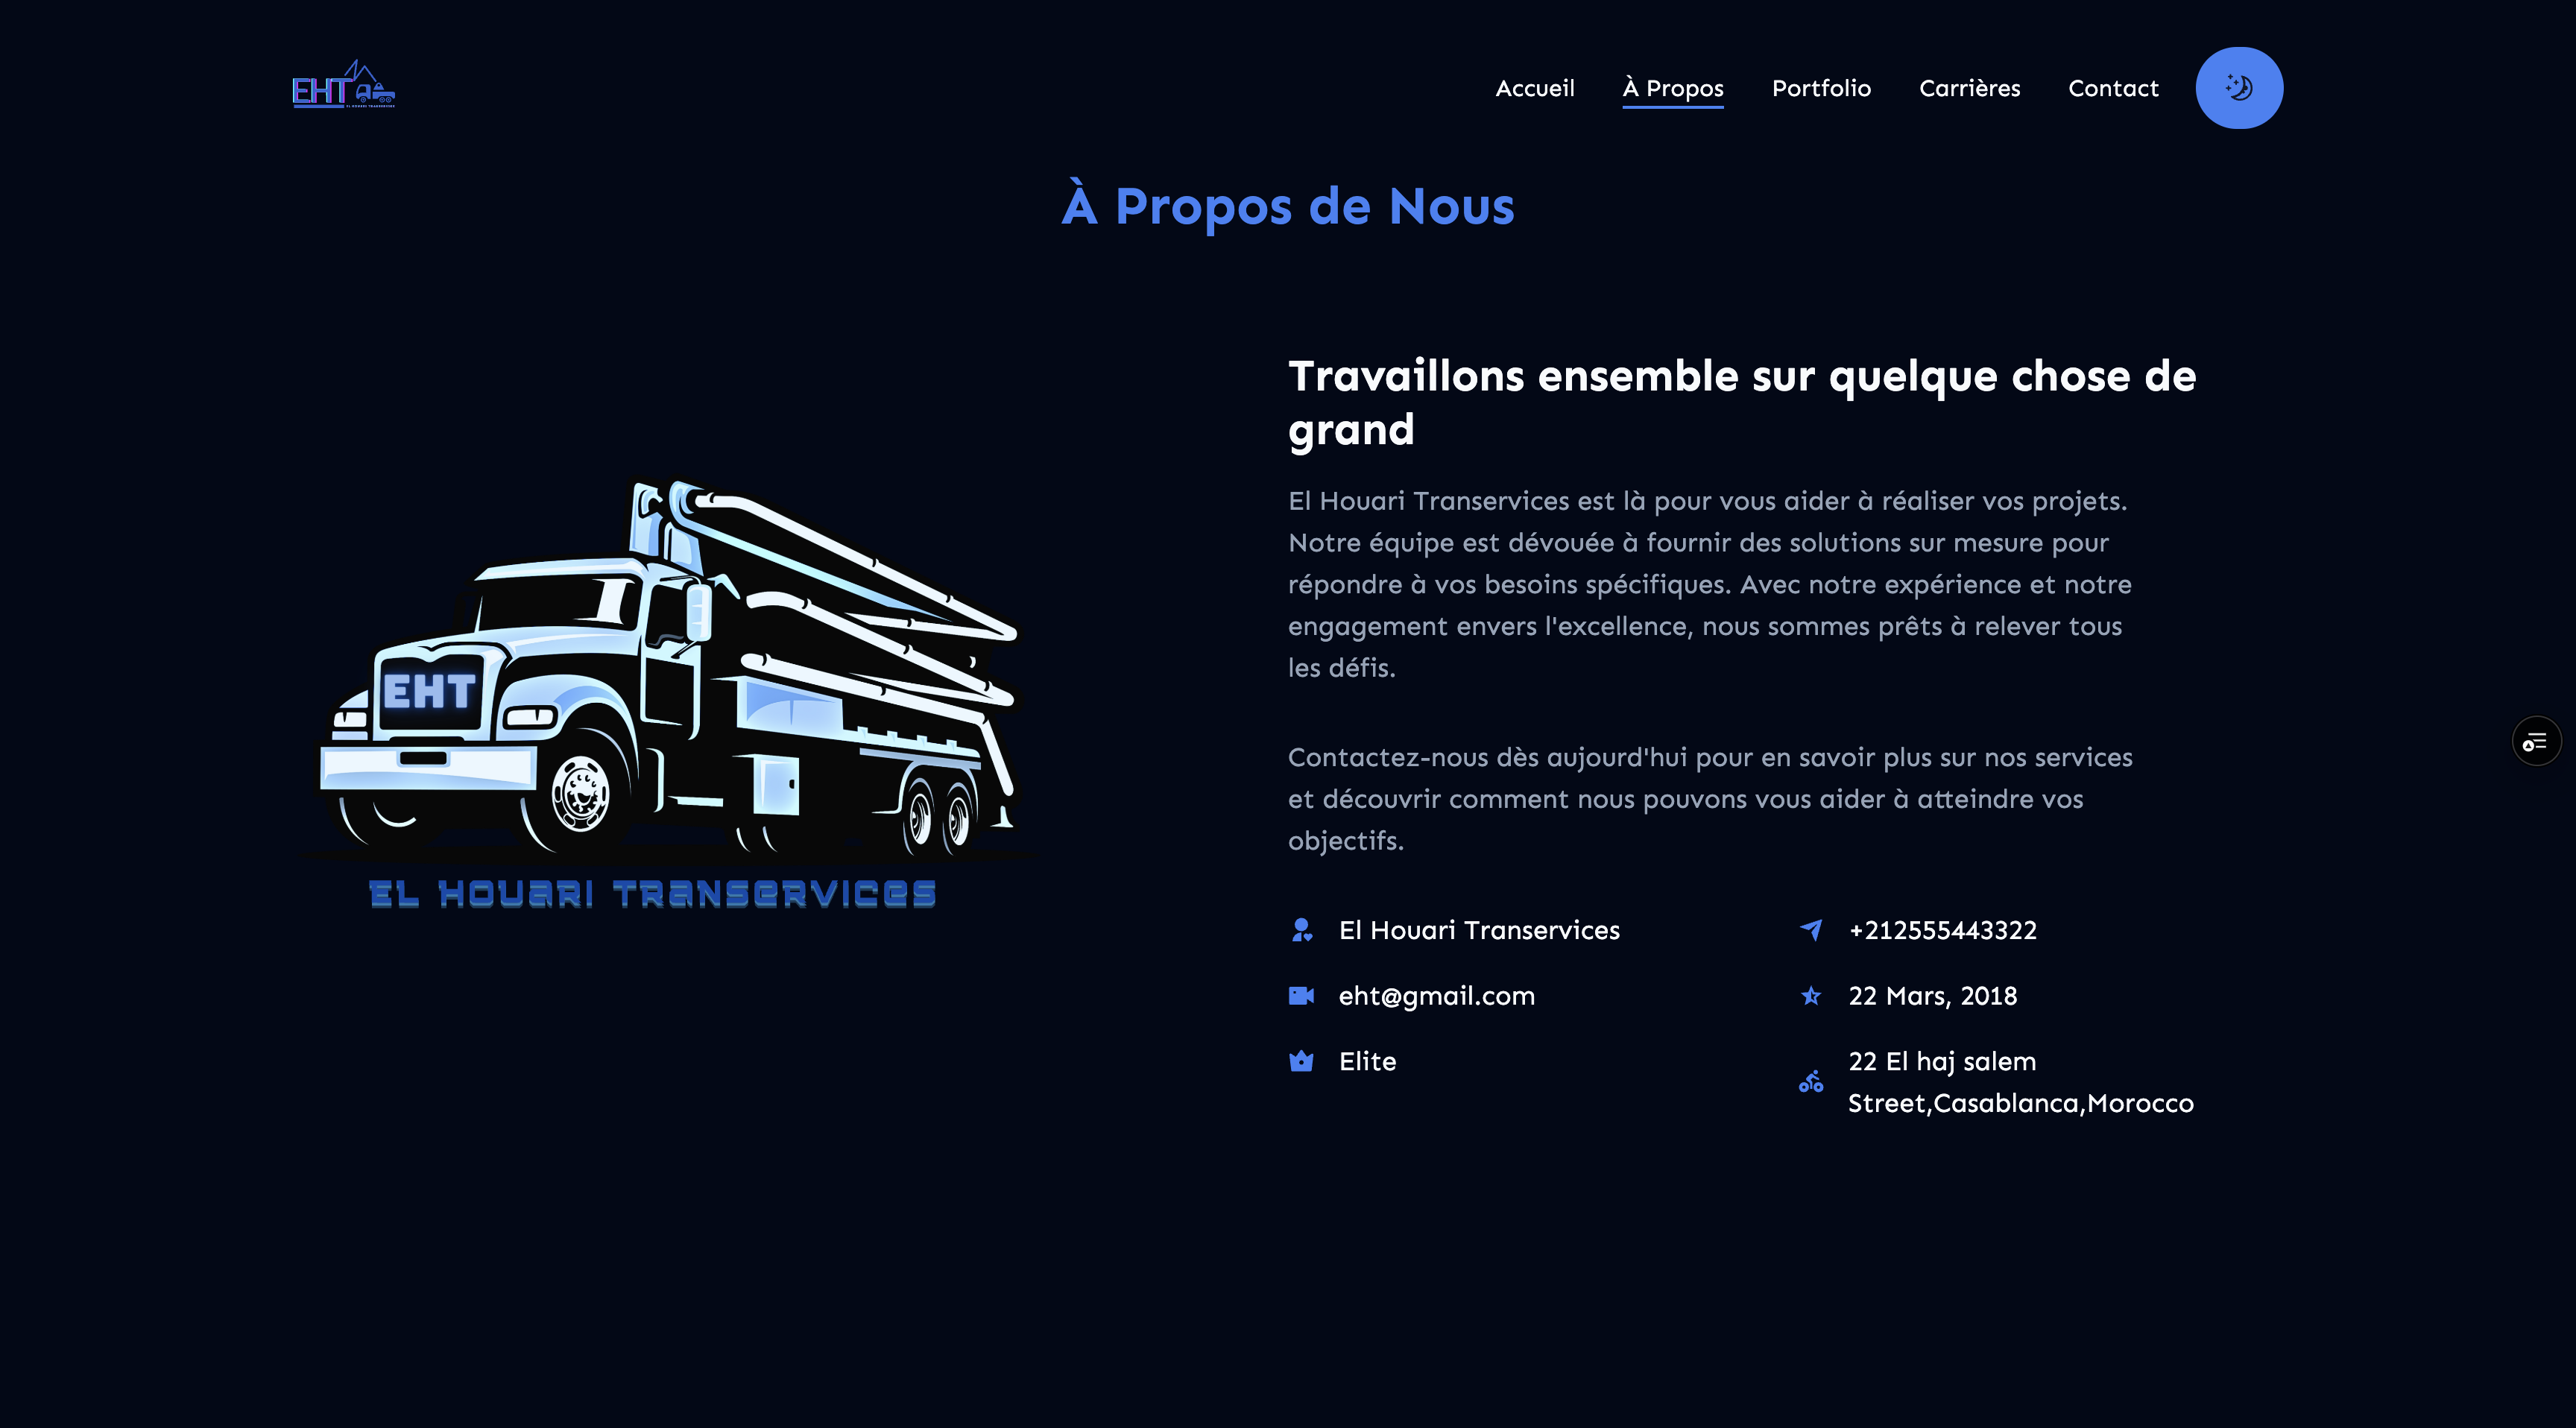 EHT
EL HOUARI TRANSERVICES
Accueil
À Propos
Portfolio
Carrières
Contact
À Propos de Nous
EHT
EL HOUARI TRANSERVICES
Travaillons ensemble sur quelque chose de
grand
El Houari Transervices est là pour vous aider à réaliser vos projets.
Notre équipe est dévouée à fournir des solutions sur mesure pour
répondre à vos besoins spécifiques. Avec notre expérience et notre
engagement envers l'excellence, nous sommes prêts à relever tous
les défis.
Contactez-nous dès aujourd'hui pour en savoir plus sur nos services
et découvrir comment nous pouvons vous aider à atteindre vos
objectifs.
El Houari Transervices
+212555443322
eht@gmail.com
22 Mars, 2018
Elite
22 El haj salem
Street,Casablanca,Morocco